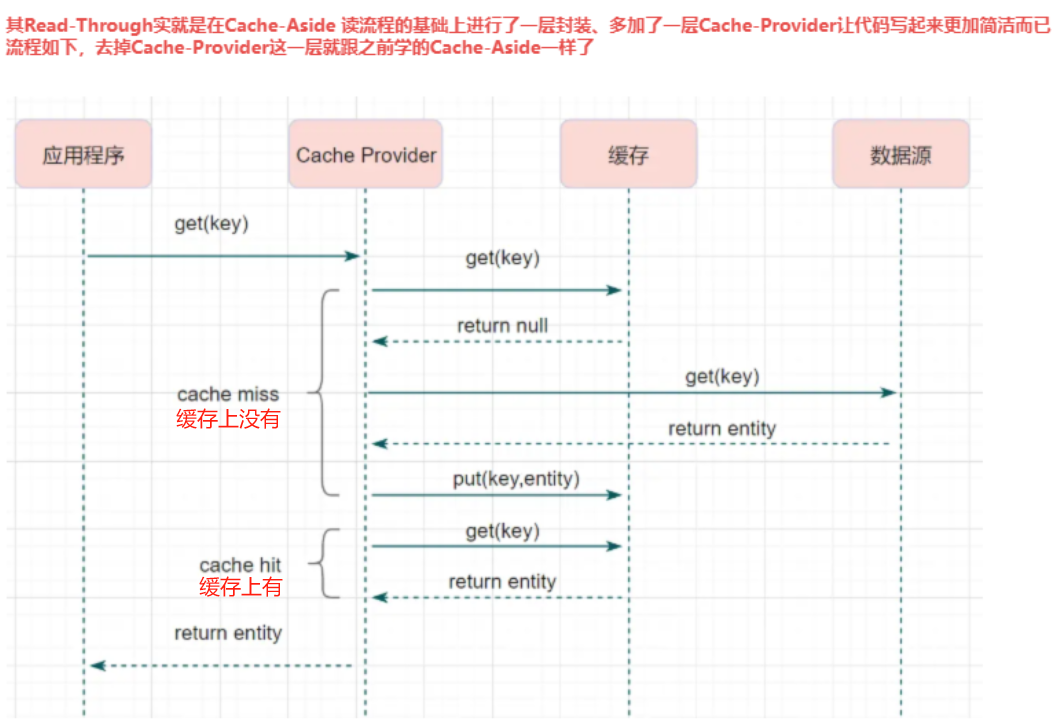 其Read-Through实就是在Cache-Aside 读流程的基础上进行了一层封装、多加了一层Cache-Provider让代码写起来更加简洁而已
流程如下，去掉Cache-Provider这一层就跟之前学的Cache-Aside一样了
应用程序
Cache Provider
缓存
数据源
get(key)
get(key)
return null
get(key)
cache miss
缓存上没有
return entity
put(key,entity)
get(key)
cache hit
缓存上有
return entity
return entity